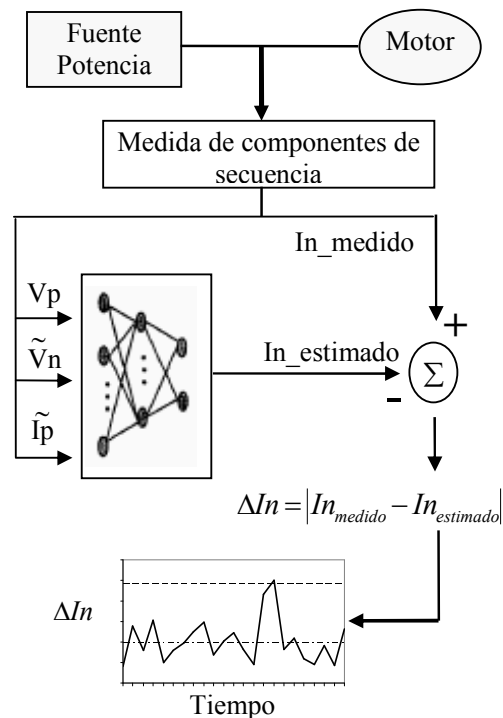 Fuente
Potencia
Motor
Medida de componentes de
secuencia
In_medido
Vp
Ṽn
Ĩp
In_estimado
+
Σ
-
ΔIn = |In_medido − In_estimado|
ΔIn
Tiempo